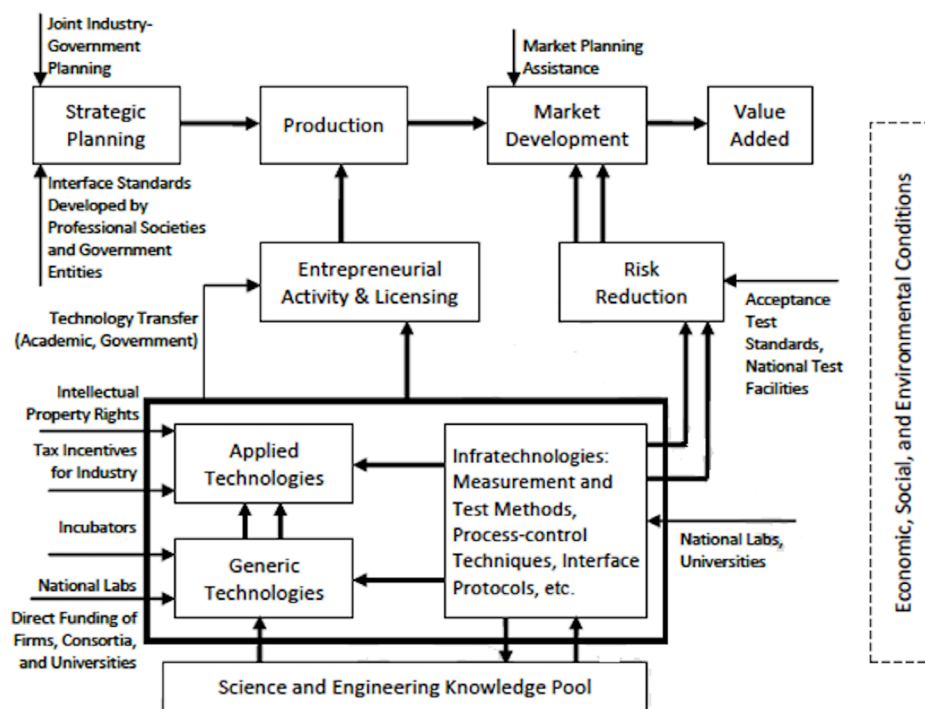 Joint Industry-
Government
Planning
Market Planning
Assistance
Strategic
Planning
Production
Market
Development
Value
Added
Interface Standards
Developed by
Professional Societies
and Government
Entities
Entrepreneurial
Activity & Licensing
Risk
Reduction
Technology Transfer
(Academic, Government)
Acceptance
Test
Standards,
National Test
Facilities
Intellectual
Property Rights
Tax Incentives
for Industry
Incubators
National Labs
Direct Funding of
Firms, Consortia,
and Universities
Applied
Technologies
Generic
Technologies
Infratechnologies:
Measurement and
Test Methods,
Process-control
Techniques, Interface
Protocols, etc.
National Labs,
Universities
Science and Engineering Knowledge Pool
Economic, Social, and Environmental Conditions